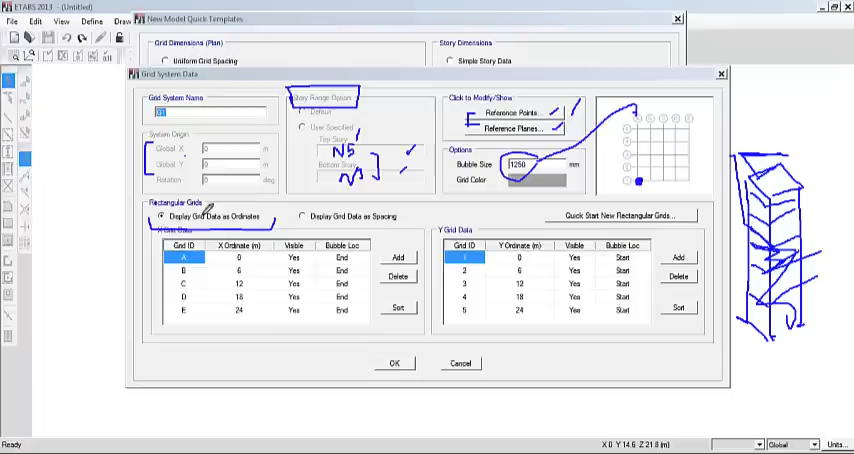 ETABS 2013 - (Untitled)
File Edit View Define Draw
New Model Quick Templates
Grid Dimensions (Plan)
Story Dimensions
Uniform Grid Spacing
Simple Story Data
Grid System Data
Grid System Name
G1
System Origin
Global X 0 m
Global Y 0 m
Rotation 0 deg
Story Range Option
Default
User Specified
Top Story
N5
Bottom Story
Click to Modify/Show:
Reference Points...
Reference Planes...
Options
Bubble Size 1250 mm
Grid Color
Rectangular Grids
Display Grid Data as Ordinates
Display Grid Data as Spacing
Quick Start New Rectangular Grids...
X Grid Data
Grid ID X Ordinate (m) Visible Bubble Loc
A 0 Yes End
B 6 Yes End
C 12 Yes End
D 18 Yes End
E 24 Yes End
Add
Delete
Sort
Y Grid Data
Grid ID Y Ordinate (m) Visible Bubble Loc
1 0 Yes Start
2 6 Yes Start
3 12 Yes Start
4 18 Yes Start
5 24 Yes Start
Add
Delete
Sort
OK
Cancel
Ready
X 0 Y 14.6 Z 21.8 (m)
Global
Units...